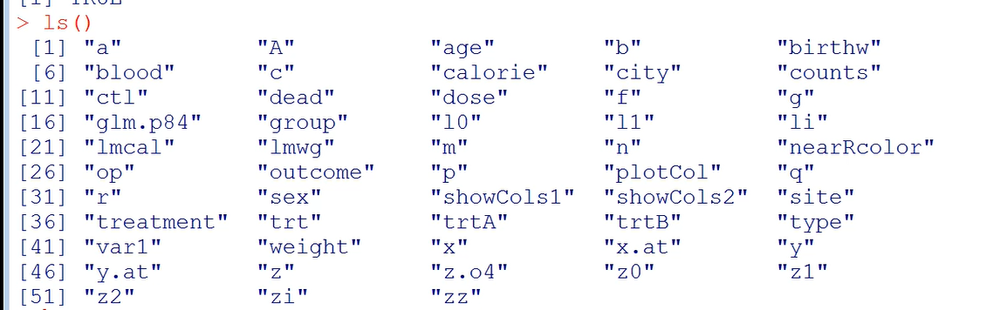 [1] TRUE
> ls()
[1] "a" "A" "age" "b" "birthw"
[6] "blood" "c" "calorie" "city" "counts"
[11] "ctl" "dead" "dose" "f" "g"
[16] "glm.p84" "group" "l0" "l1" "li"
[21] "lmcal" "lmwg" "m" "n" "nearRcolor"
[26] "op" "outcome" "p" "plotCol" "q"
[31] "r" "sex" "showCols1" "showCols2" "site"
[36] "treatment" "trt" "trtA" "trtB" "type"
[41] "var1" "weight" "x" "x.at" "y"
[46] "y.at" "z" "z.o4" "z0" "z1"
[51] "z2" "zi" "zz"